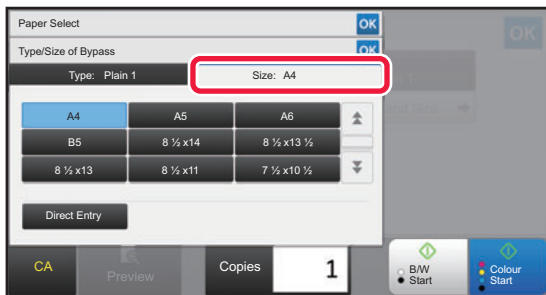 Paper Select OK
OK
Type/Size of Bypass OK
Type: Plain 1 Size: A4
A4 A5 A6
B5 8 ½ x14 8 ½ x13 ½
8 ½ x13 8 ½ x11 7 ½ x10 ½
Direct Entry
CA Preview Copies 1
B/W Start
Colour Start